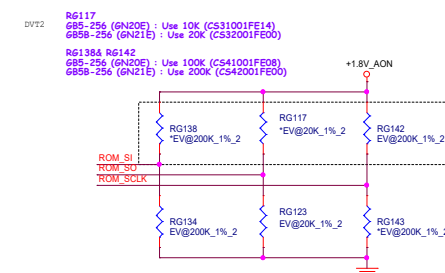 DVT2
RG117
GB5-256 (GN20E) : Use 10K (CS31001FE14)
GB5B-256 (GN21E) : Use 20K (CS32001FE00)
RG138& RG142
GB5-256 (GN20E) : Use 100K (CS41001FE08)
GB5B-256 (GN21E) : Use 200K (CS42001FE00)
+1.8V_AON
RG138
*EV@200K_1%_2
RG117
*EV@20K_1%_2
RG142
EV@200K_1%_2
ROM_SI
ROM_SO
ROM_SCLK
RG134
EV@200K_1%_2
RG123
EV@20K_1%_2
RG143
*EV@200K_1%_2